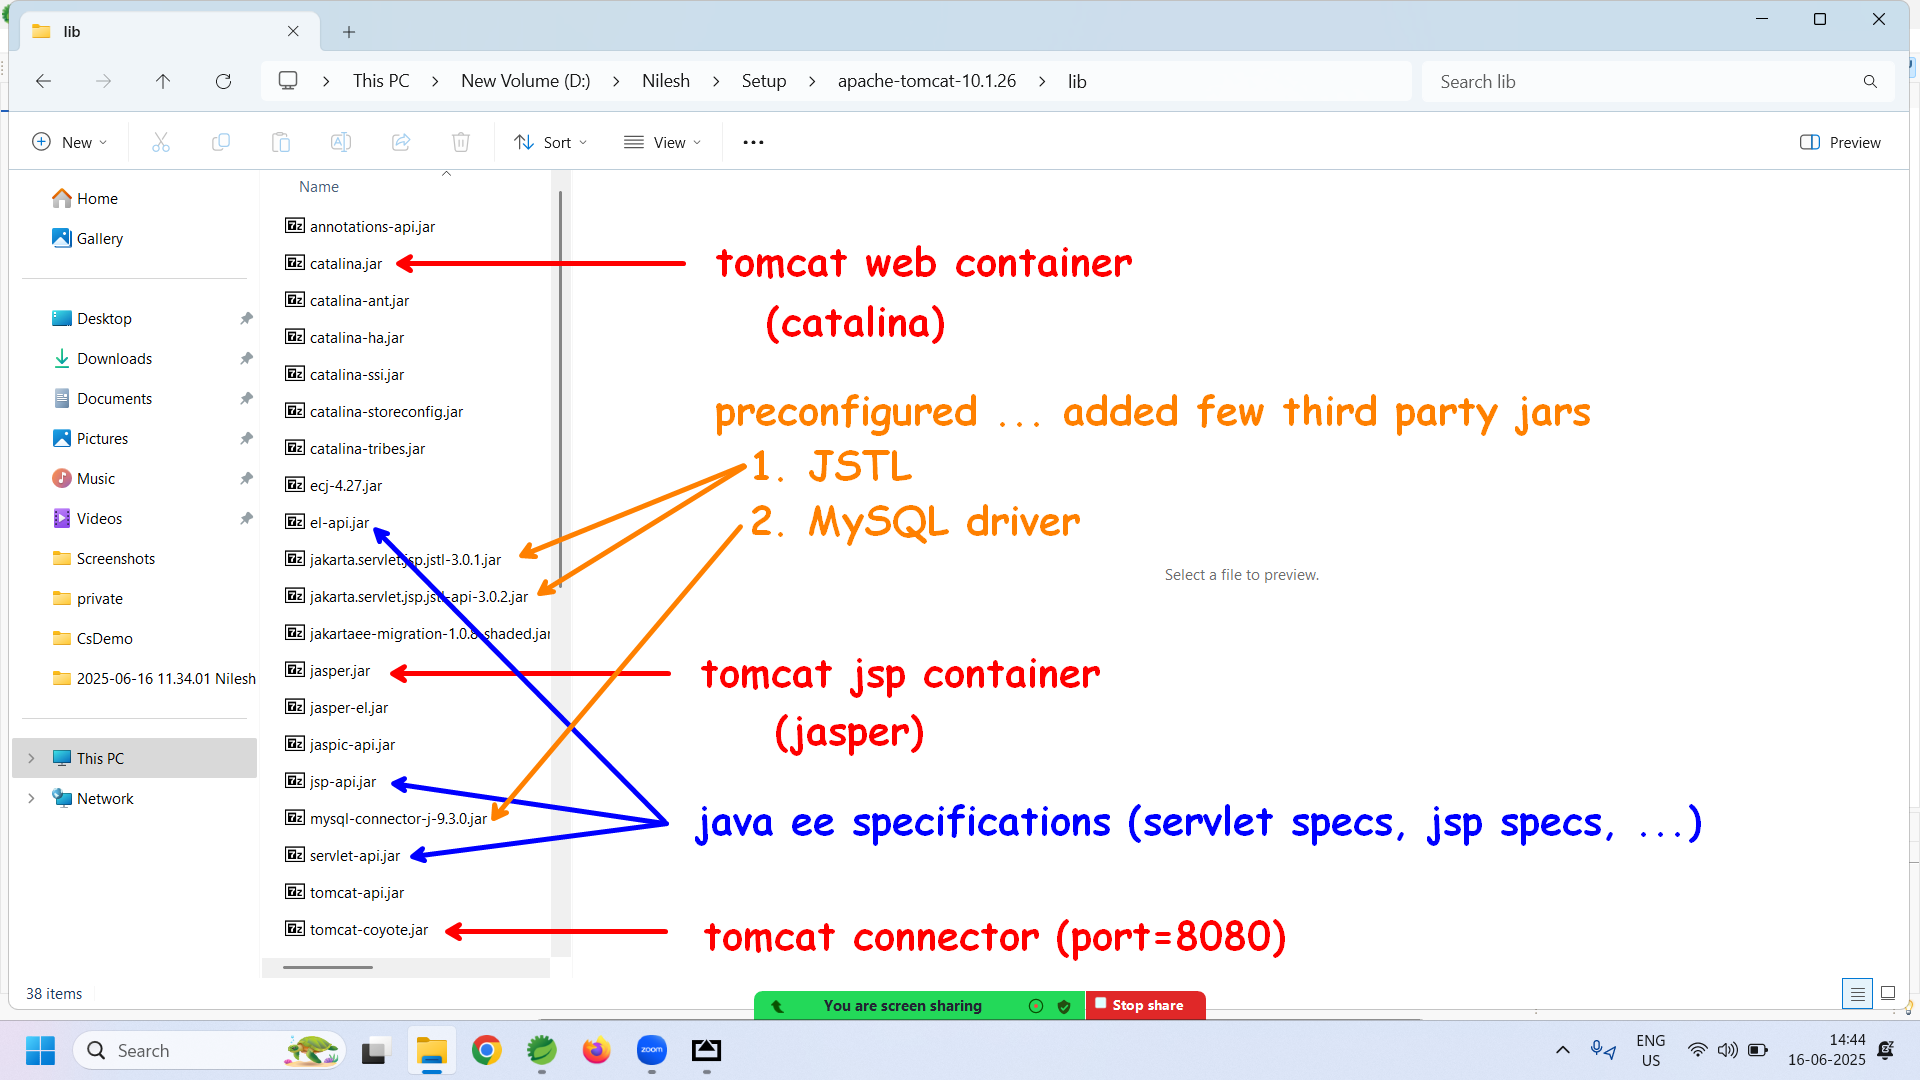 lib
This PC
New Volume (D:)
Nilesh
Setup
apache-tomcat-10.1.26
lib
Search lib
New
Sort
View
Preview
Home
Gallery
Desktop
Downloads
Documents
Pictures
Music
Videos
Screenshots
private
CsDemo
2025-06-16 11.34.01 Nilesh
This PC
Network
Name
annotations-api.jar
catalina.jar
catalina-ant.jar
catalina-ha.jar
catalina-ssi.jar
catalina-storeconfig.jar
catalina-tribes.jar
ecj-4.27.jar
el-api.jar
jakarta.servlet.jsp.jstl-3.0.1.jar
jakarta.servlet.jsp.jstl-api-3.0.2.jar
jakartaee-migration-1.0.8-shaded.jar
jasper.jar
jasper-el.jar
jaspic-api.jar
jsp-api.jar
mysql-connector-j-9.3.0.jar
servlet-api.jar
tomcat-api.jar
tomcat-coyote.jar
tomcat web container
(catalina)
preconfigured ... added few third party jars
1. JSTL
2. MySQL driver
Select a file to preview.
tomcat jsp container
(jasper)
java ee specifications (servlet specs, jsp specs, ...)
tomcat connector (port=8080)
38 items
You are screen sharing
Stop share
Search
zoom
ENG
US
14:44
16-06-2025